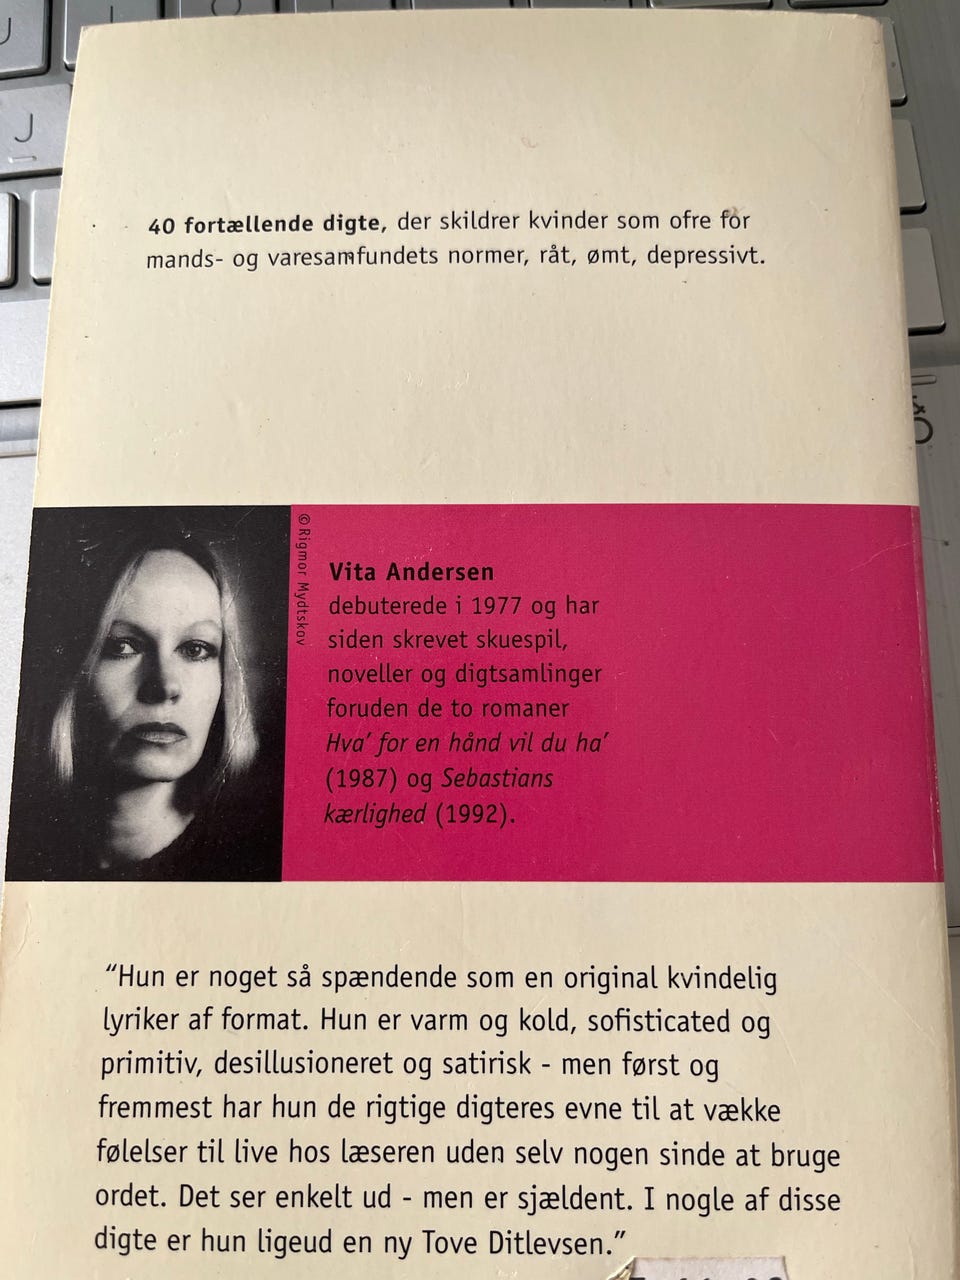 J
40 fortællende digte, der skildrer kvinder som ofre for
mands- og varesamfundets normer, råt, ømt, depressivt.
© Rigmor Mydtskov
Vita Andersen
debuterede i 1977 og har
siden skrevet skuespil,
noveller og digtsamlinger
foruden de to romaner
Hva' for en hånd vil du ha'
(1987) og Sebastians
kærlighed (1992).
"Hun er noget så spændende som en original kvindelig
lyriker af format. Hun er varm og kold, sofisticated og
primitiv, desillusioneret og satirisk - men først og
fremmest har hun de rigtige digteres evne til at vække
følelser til live hos læseren uden selv nogen sinde at bruge
ordet. Det ser enkelt ud - men er sjældent. I nogle af disse
digte er hun ligeud en ny Tove Ditlevsen."